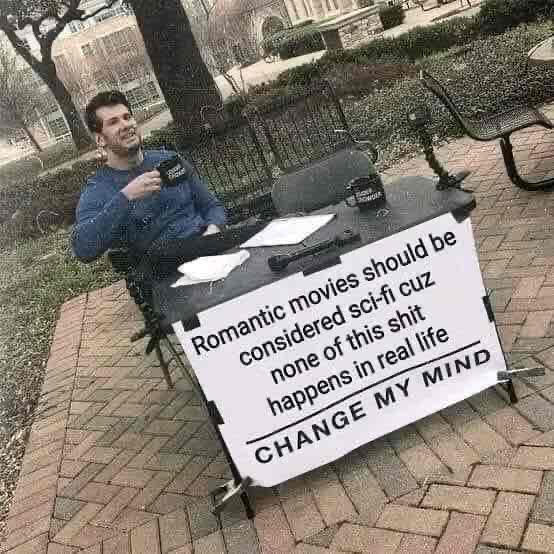 Romantic movies should be
considered sci-fi cuz
none of this shit
happens in real life
CHANGE MY MIND